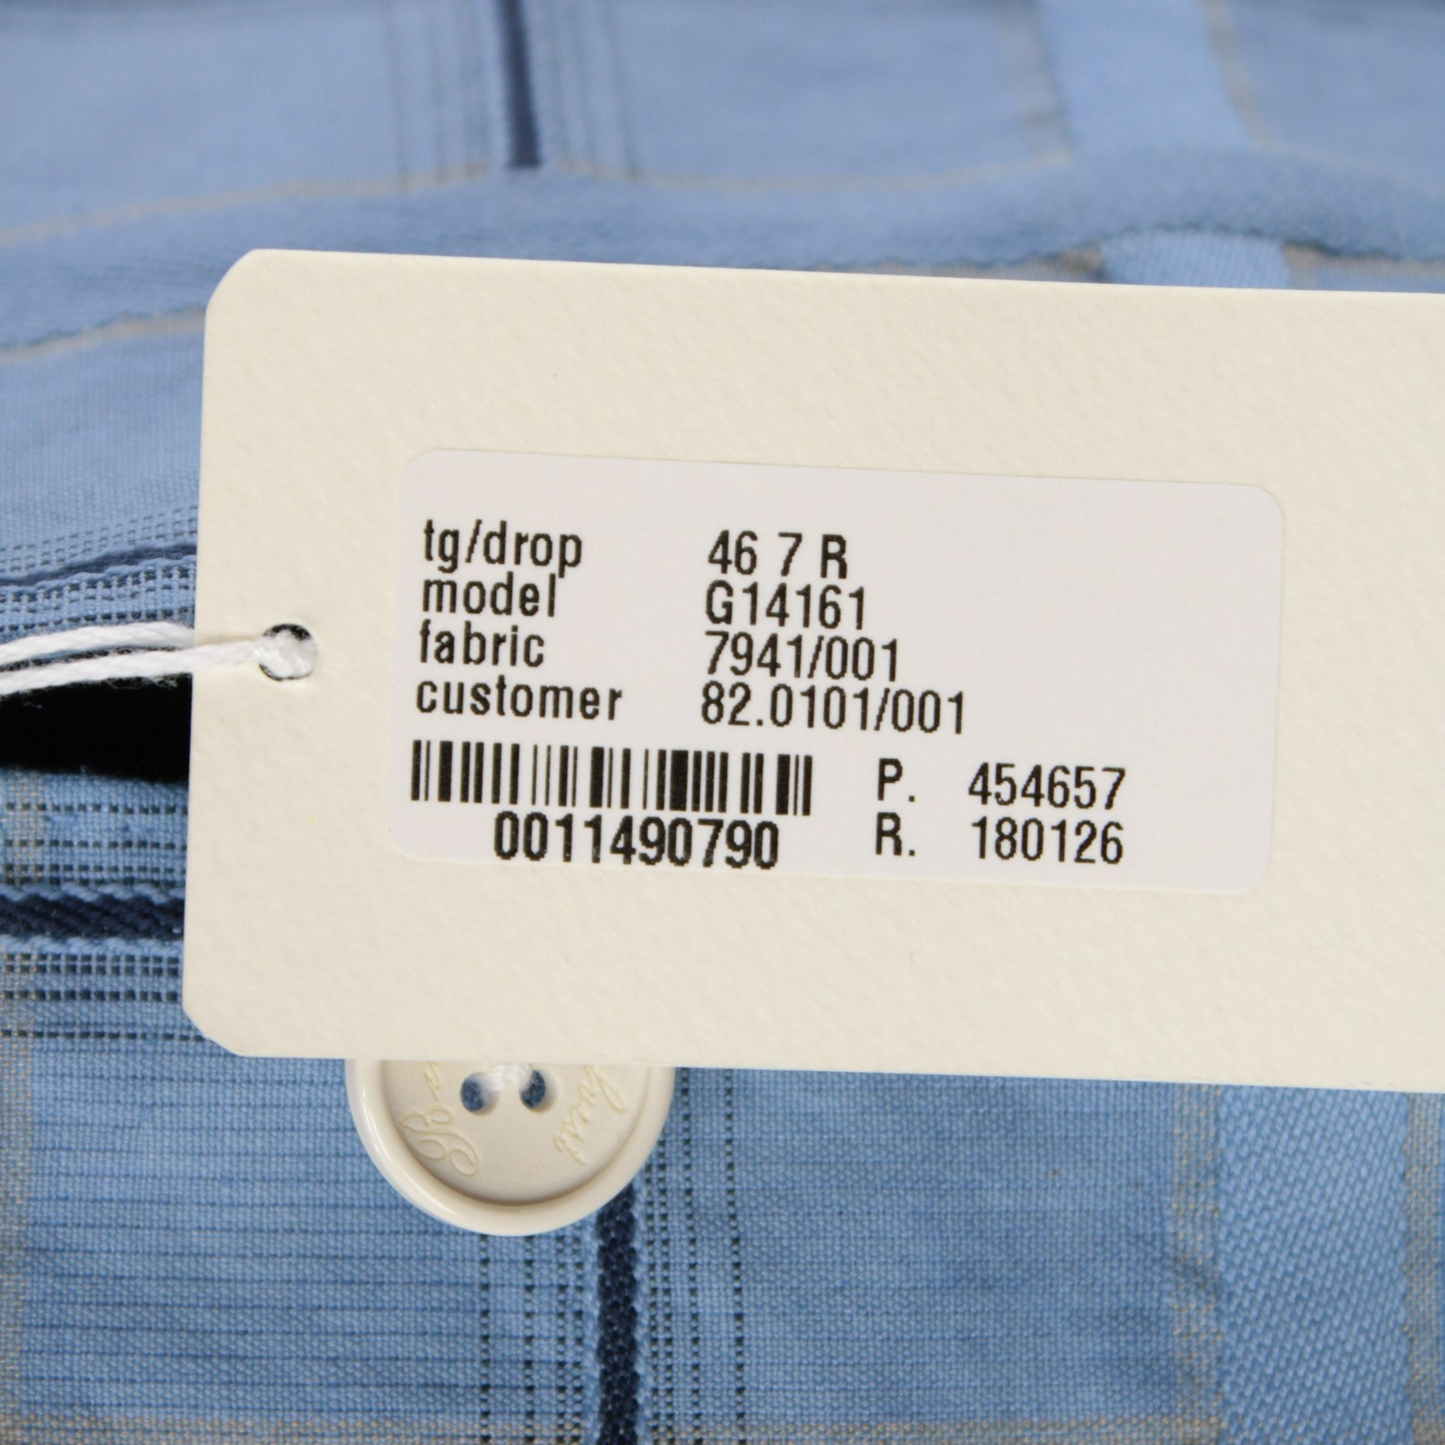 tg/drop 46 7 R
model G14161
fabric 7941/001
customer 82.0101/001
P. 454657
0011490790 R. 180126